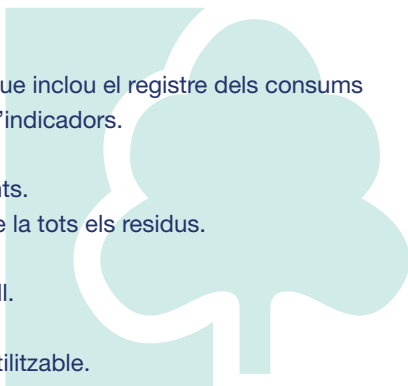 ue inclou el registre dels consums
'indicadors.
ts.
e la tots els residus.
ll.
tilitzable.